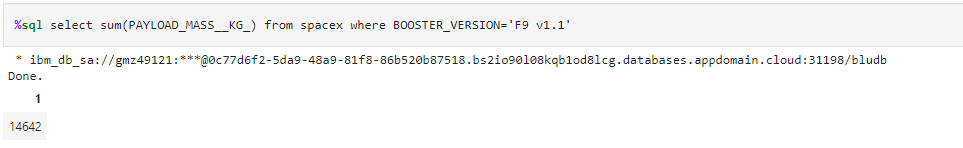 %sql select sum(PAYLOAD_MASS__KG_) from spacex where BOOSTER_VERSION='F9 v1.1'
* ibm_db_sa://gmz49121:***@0c77d6f2-5da9-48a9-81f8-86b520b87518.bs2io90l08kqb1od8lcg.databases.appdomain.cloud:31198/bludb
Done.
1
14642